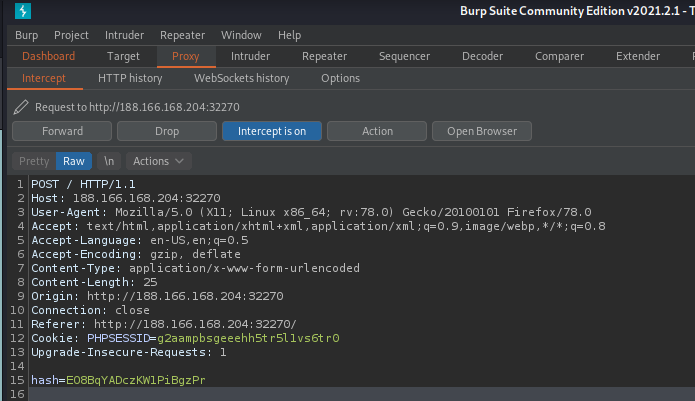 Burp Suite Community Edition v2021.2.1 - T
Burp Project Intruder Repeater Window Help
Dashboard Target Proxy Intruder Repeater Sequencer Decoder Comparer Extender
Intercept HTTP history WebSockets history Options
Request to http://188.166.168.204:32270
Forward Drop Intercept is on Action Open Browser
Pretty Raw \n Actions
1 POST / HTTP/1.1
2 Host: 188.166.168.204:32270
3 User-Agent: Mozilla/5.0 (X11; Linux x86_64; rv:78.0) Gecko/20100101 Firefox/78.0
4 Accept: text/html,application/xhtml+xml,application/xml;q=0.9,image/webp,*/*;q=0.8
5 Accept-Language: en-US,en;q=0.5
6 Accept-Encoding: gzip, deflate
7 Content-Type: application/x-www-form-urlencoded
8 Content-Length: 25
9 Origin: http://188.166.168.204:32270
10 Connection: close
11 Referer: http://188.166.168.204:32270/
12 Cookie: PHPSESSID=g2aampbsgeeehh5tr5l1vs6tr0
13 Upgrade-Insecure-Requests: 1
14
15 hash=EO8BqYADczKW1PiBgzPr
16